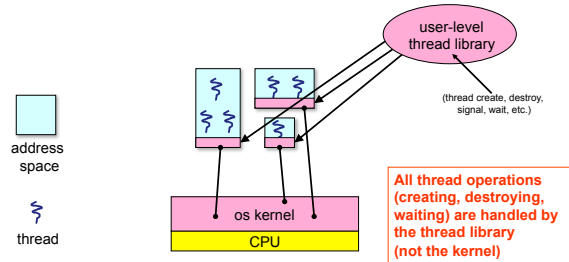 user-level
thread library
(thread create, destroy,
signal, wait, etc.)
address
space
thread
os kernel
CPU
All thread operations
(creating, destroying,
waiting) are handled by
the thread library
(not the kernel)